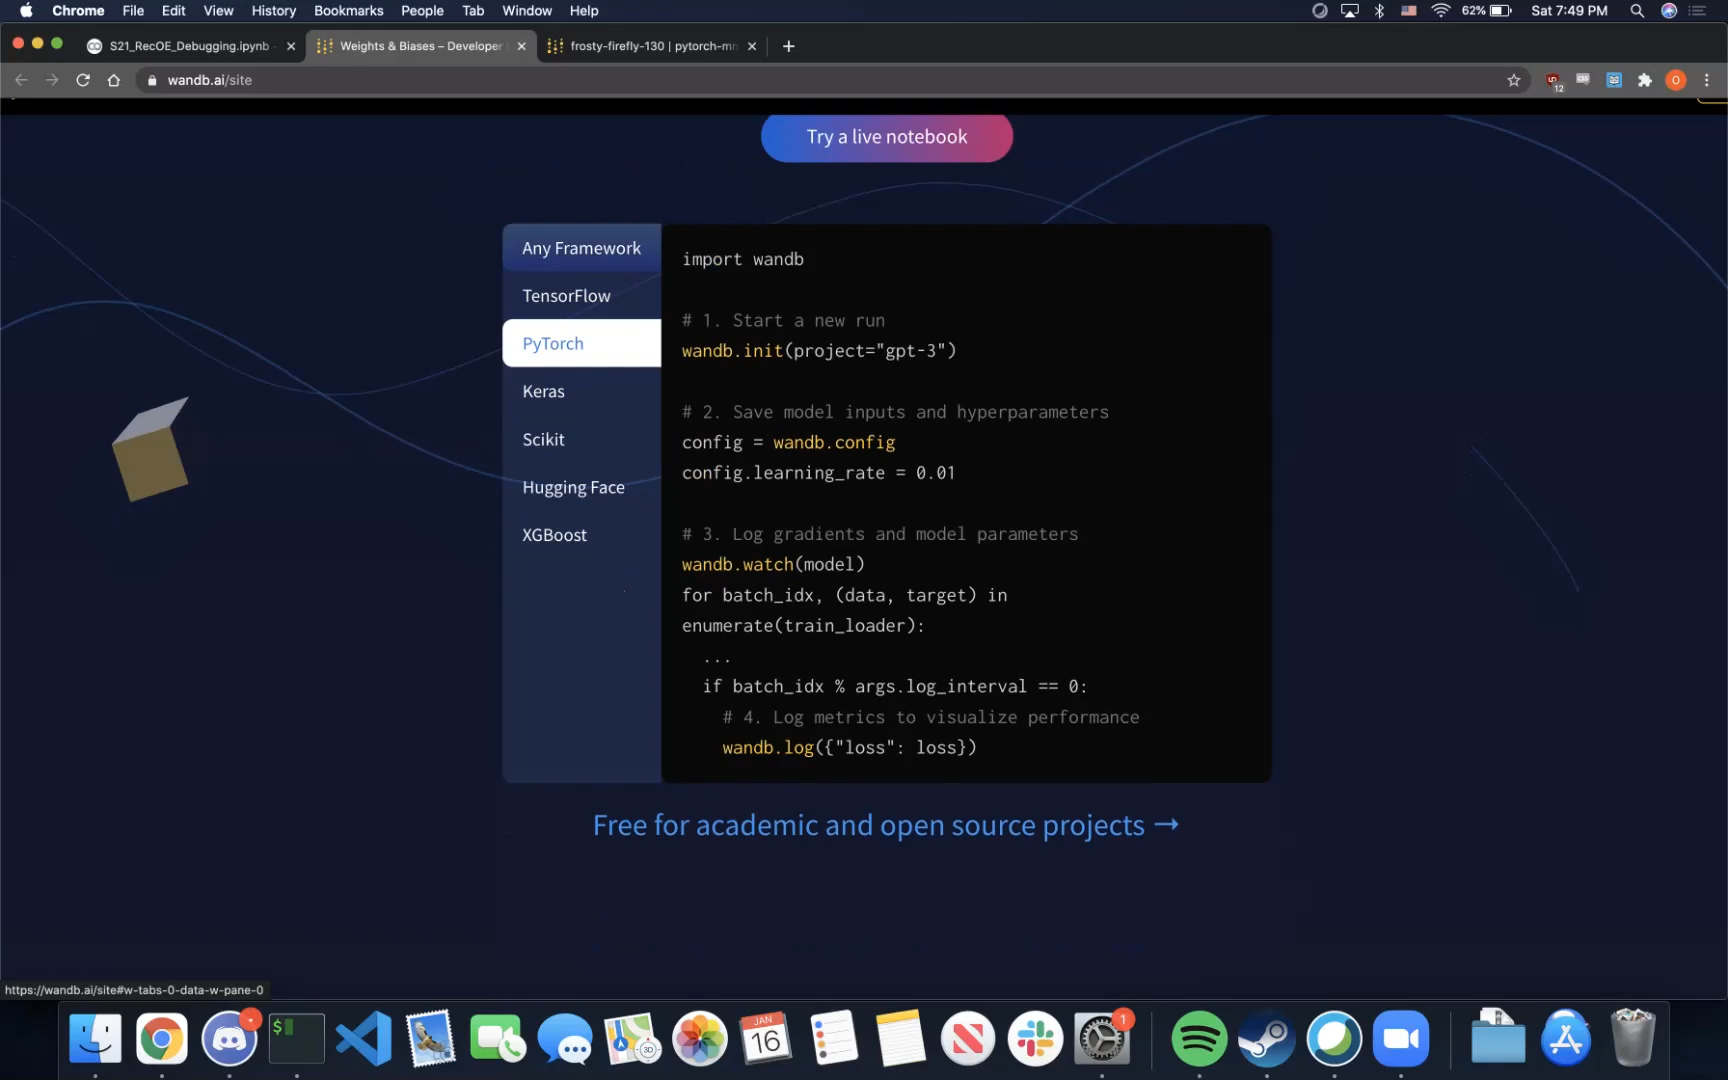 Chrome File Edit View History Bookmarks People Tab Window Help 62% Sat 7:49 PM
S21_RecOE_Debugging.ipynb Weights & Biases – Developer frosty-firefly-130 | pytorch-mn
wandb.ai/site 12 O
Try a live notebook
Any Framework
TensorFlow
PyTorch
Keras
Scikit
Hugging Face
XGBoost
import wandb
# 1. Start a new run
wandb.init(project="gpt-3")
# 2. Save model inputs and hyperparameters
config = wandb.config
config.learning_rate = 0.01
# 3. Log gradients and model parameters
wandb.watch(model)
for batch_idx, (data, target) in
enumerate(train_loader):
...
if batch_idx % args.log_interval == 0:
# 4. Log metrics to visualize performance
wandb.log({"loss": loss})
Free for academic and open source projects →
https://wandb.ai/site#w-tabs-0-data-w-pane-0
$
3D
JAN
16
1